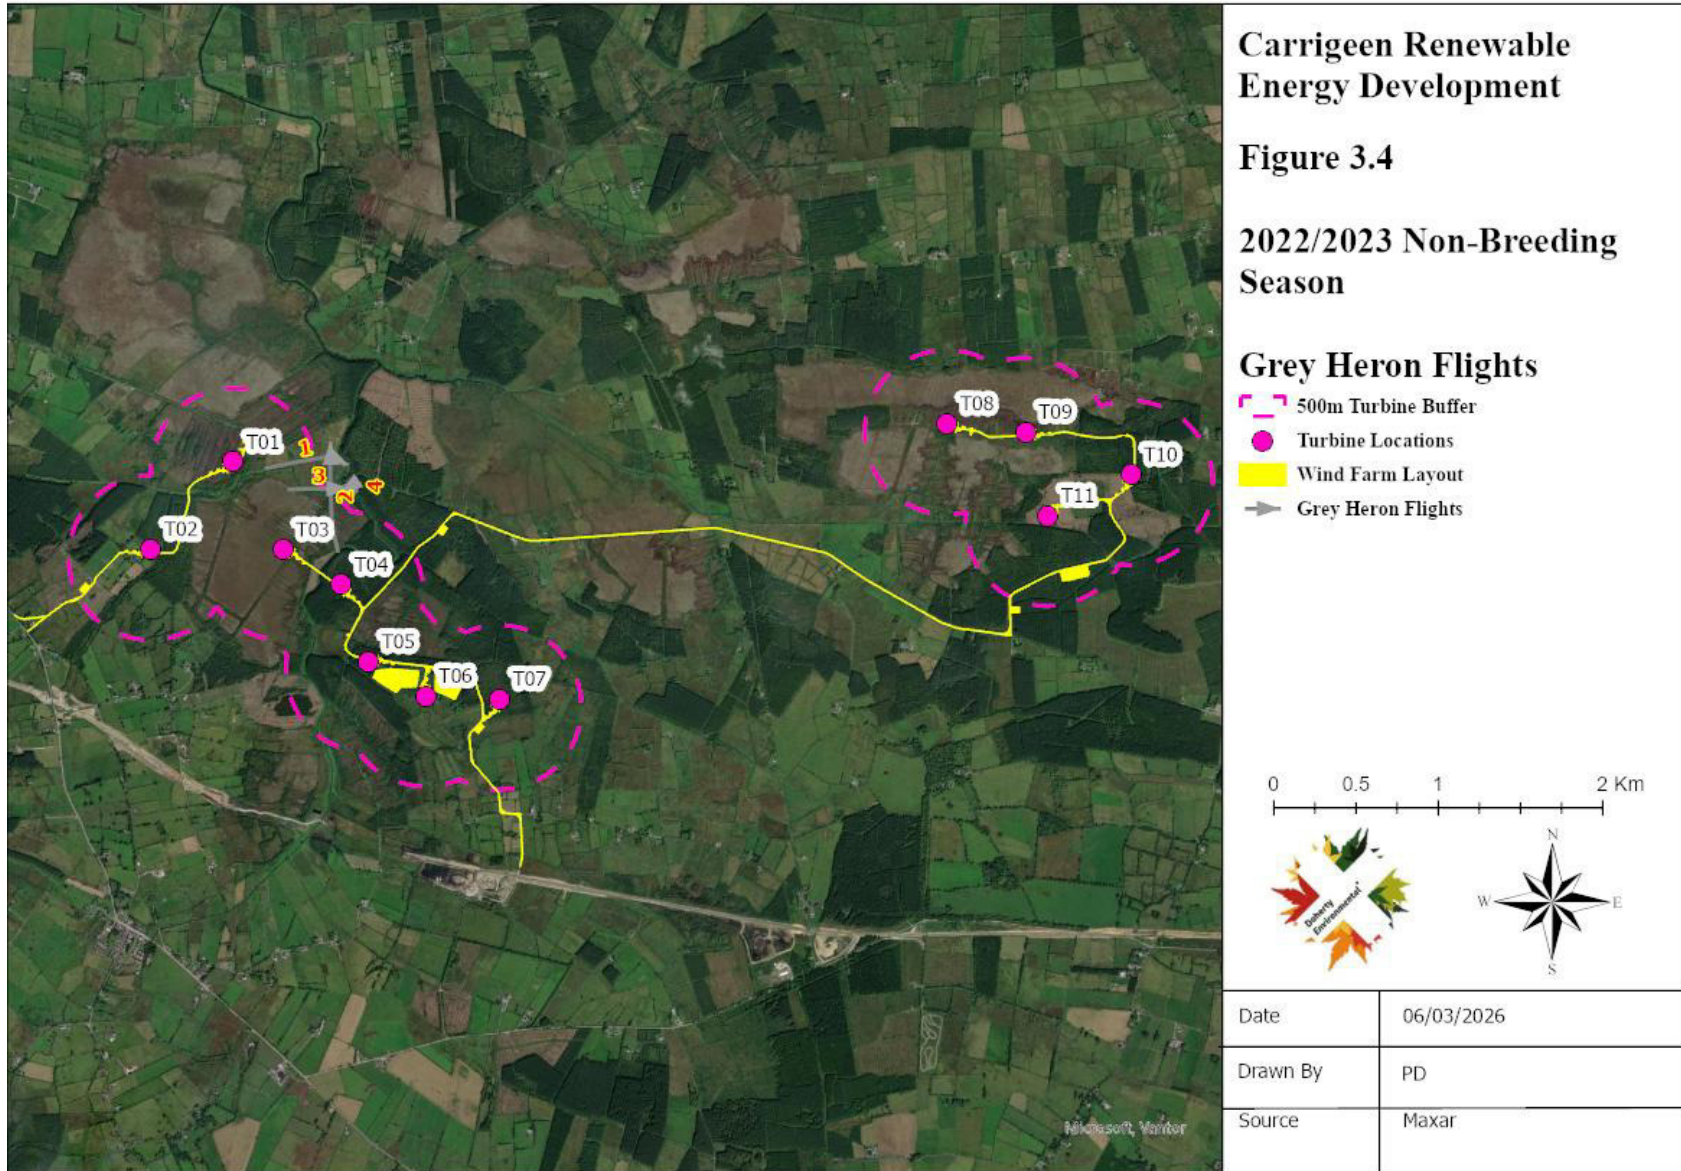 Carrigeen Renewable
Energy Development
Figure 3.4
2022/2023 Non-Breeding
Season
Grey Heron Flights
500m Turbine Buffer
Turbine Locations
Wind Farm Layout
Grey Heron Flights
T01
T02
T03
T04
T05
T06
T07
T08
T09
T10
T11
1
3
2
4
0 0.5 1 2 Km
Doherty
Environmental
N
W E
S
Date 06/03/2026
Drawn By PD
Source Maxar
Microsoft, Vantor